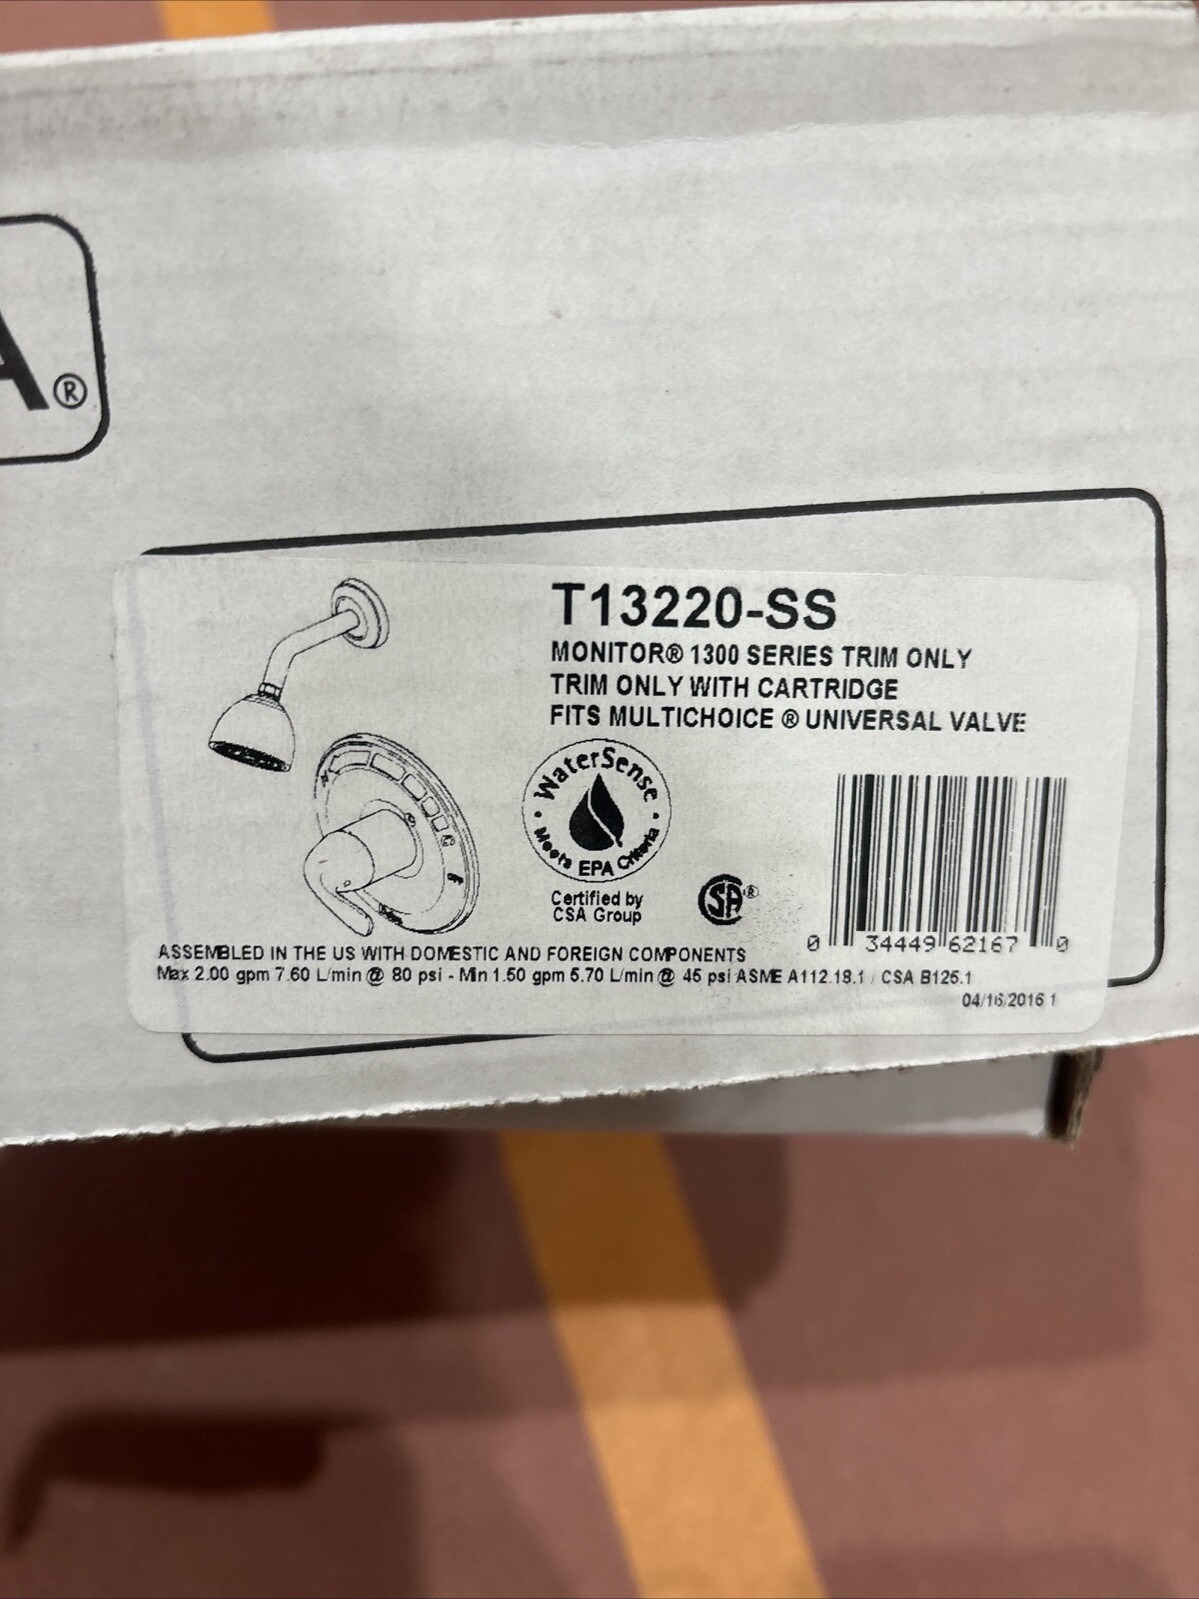 A®
T13220-SS
MONITOR® 1300 SERIES TRIM ONLY
TRIM ONLY WITH CARTRIDGE
FITS MULTICHOICE ® UNIVERSAL VALVE
WaterSense
Meets EPA Criteria
Certified by
CSA Group
SA®
0 34449 62167 0
ASSEMBLED IN THE US WITH DOMESTIC AND FOREIGN COMPONENTS
Max 2.00 gpm 7.60 L/min @ 80 psi - Min 1.50 gpm 5.70 L/min @ 45 psi ASME A112.18.1 / CSA B125.1
04/16/2016 1